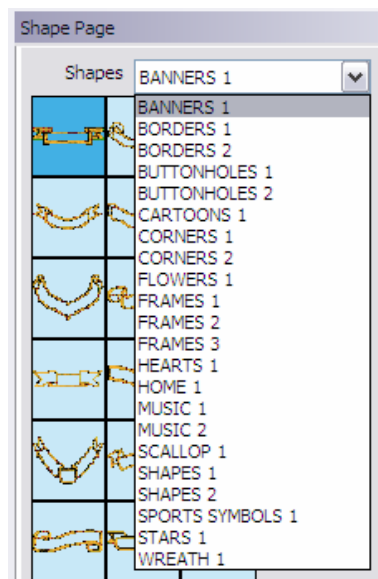 Shape Page
Shapes BANNERS 1
BANNERS 1
BORDERS 1
BORDERS 2
BUTTONHOLES 1
BUTTONHOLES 2
CARTOONS 1
CORNERS 1
CORNERS 2
FLOWERS 1
FRAMES 1
FRAMES 2
FRAMES 3
HEARTS 1
HOME 1
MUSIC 1
MUSIC 2
SCALLOP 1
SHAPES 1
SHAPES 2
SPORTS SYMBOLS 1
STARS 1
WREATH 1